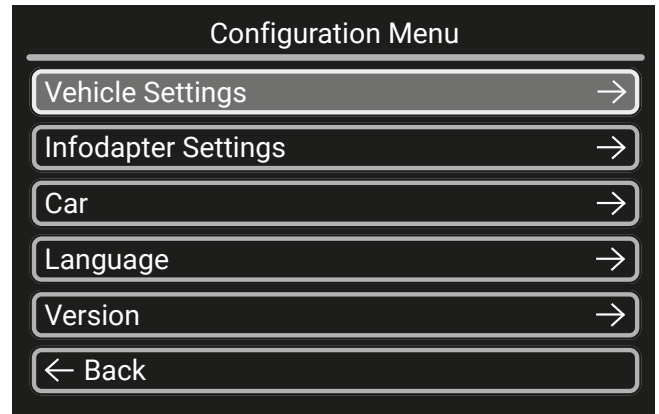 Configuration Menu
Vehicle Settings
Infodapter Settings
Car
Language
Version
Back